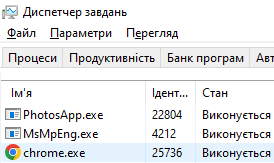 Диспетчер завдань
Файл Параметри Перегляд
Процеси Продуктивність Банк програм Авт
Ім'я Ідент... Стан
PhotosApp.exe 22804 Виконується
MsMpEng.exe 4212 Виконується
chrome.exe 25736 Виконується